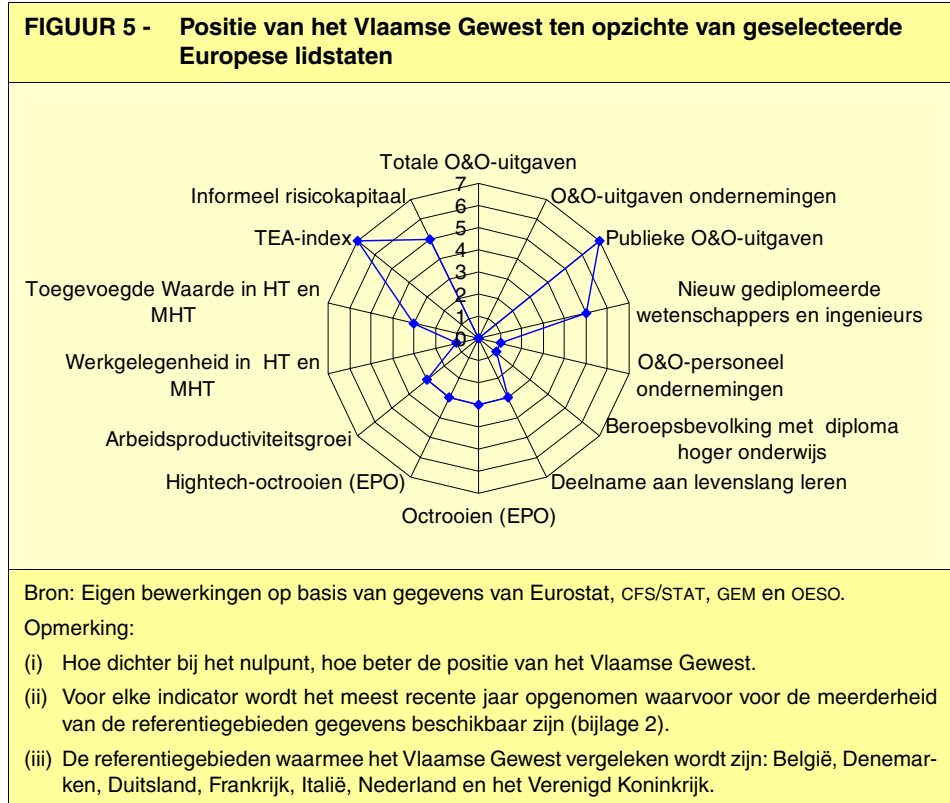 FIGUUR 5 - Positie van het Vlaamse Gewest ten opzichte van geselecteerde
Europese lidstaten
Totale O&O-uitgaven
Informeel risicokapitaal
O&O-uitgaven ondernemingen
TEA-index
Publieke O&O-uitgaven
Toegevoegde Waarde in HT en
MHT
Nieuw gediplomeerde
wetenschappers en ingenieurs
Werkgelegenheid in HT en
MHT
O&O-personeel
ondernemingen
Arbeidsproductiviteitsgroei
Beroepsbevolking met diploma
hoger onderwijs
Hightech-octrooien (EPO)
Deelname aan levenslang leren
Octrooien (EPO)
7
6
5
4
3
2
1
0
Bron: Eigen bewerkingen op basis van gegevens van Eurostat, CFS/STAT, GEM en OESO.
Opmerking:
(i) Hoe dichter bij het nulpunt, hoe beter de positie van het Vlaamse Gewest.
(ii) Voor elke indicator wordt het meest recente jaar opgenomen waarvoor voor de meerderheid
van de referentiegebieden gegevens beschikbaar zijn (bijlage 2).
(iii) De referentiegebieden waarmee het Vlaamse Gewest vergeleken wordt zijn: België, Denemar-
ken, Duitsland, Frankrijk, Italië, Nederland en het Verenigd Koninkrijk.